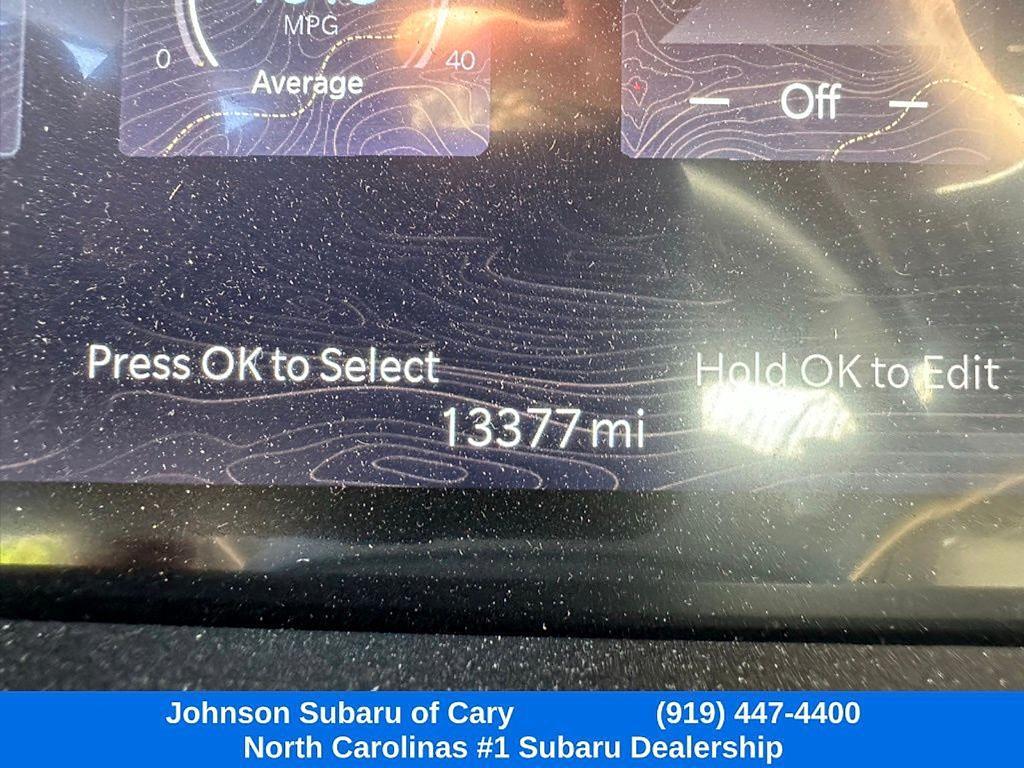 MPG
0
40
Average
— Off —
Press OK to Select
Hold OK to Edit
13377 mi
Johnson Subaru of Cary (919) 447-4400
North Carolinas #1 Subaru Dealership